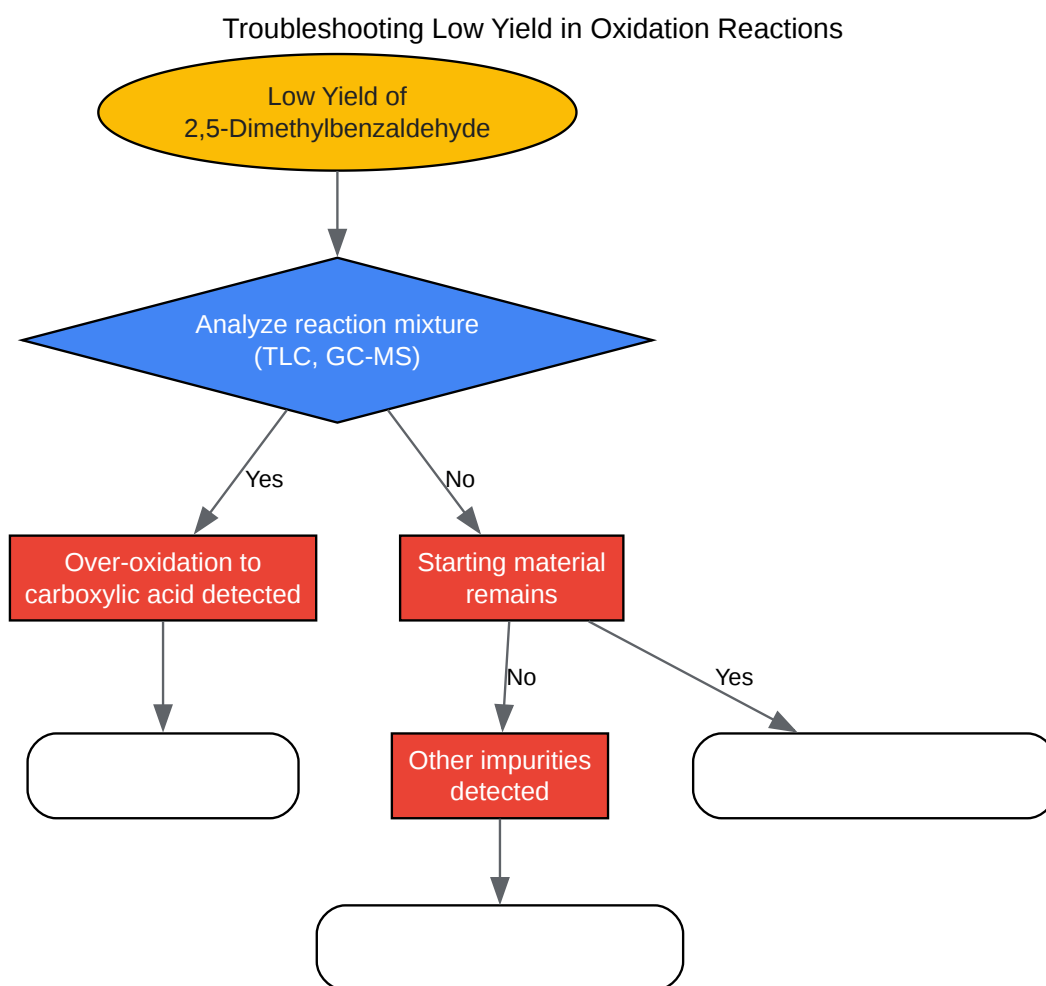 Troubleshooting Low Yield in Oxidation Reactions
Low Yield of
2,5-Dimethylbenzaldehyde
Analyze reaction mixture
(TLC, GC-MS)
Yes
No
Over-oxidation to
carboxylic acid detected
Starting material
remains
No
Yes
Other impurities
detected